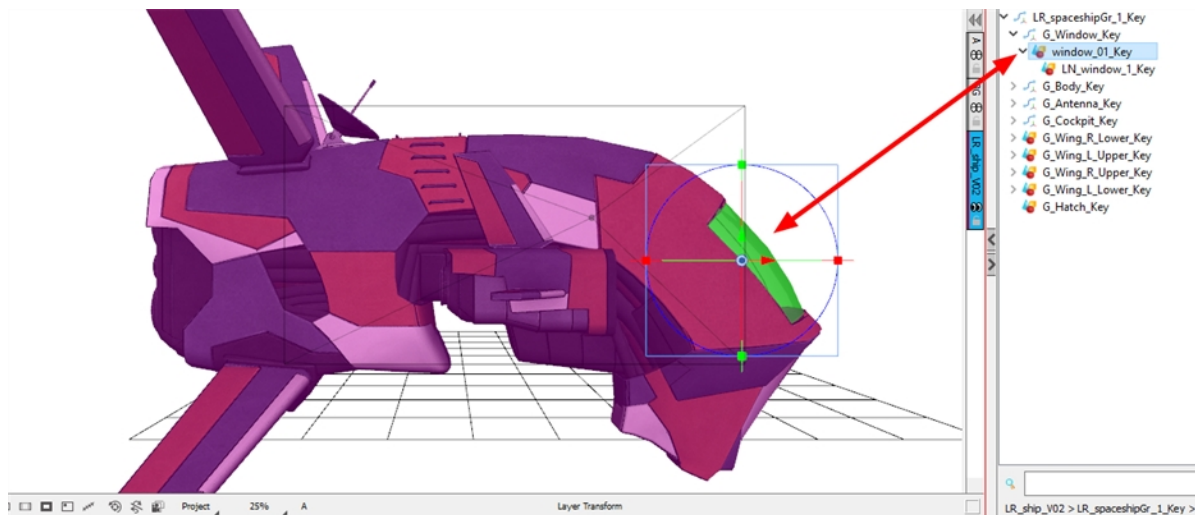 LR_spaceshipGr_1_Key
G_Window_Key
window_01_Key
LN_window_1_Key
G_Body_Key
G_Antenna_Key
G_Cockpit_Key
G_Wing_R_Lower_Key
G_Wing_L_Upper_Key
G_Wing_R_Upper_Key
G_Wing_L_Lower_Key
G_Hatch_Key
A
LR_ship_V02
Project
25%
A
Layer Transform
LR_ship_V02 > LR_spaceshipGr_1_Key >